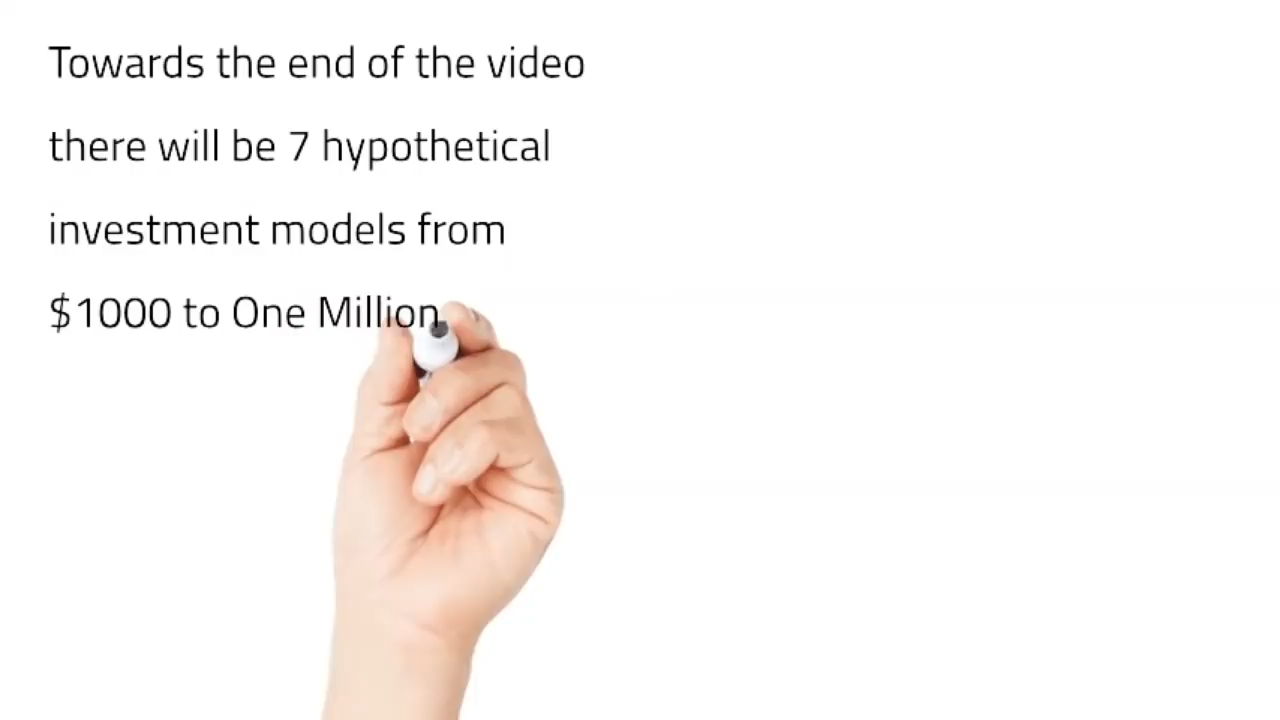 Towards the end of the video
there will be 7 hypothetical
investment models from
$1000 to One Million